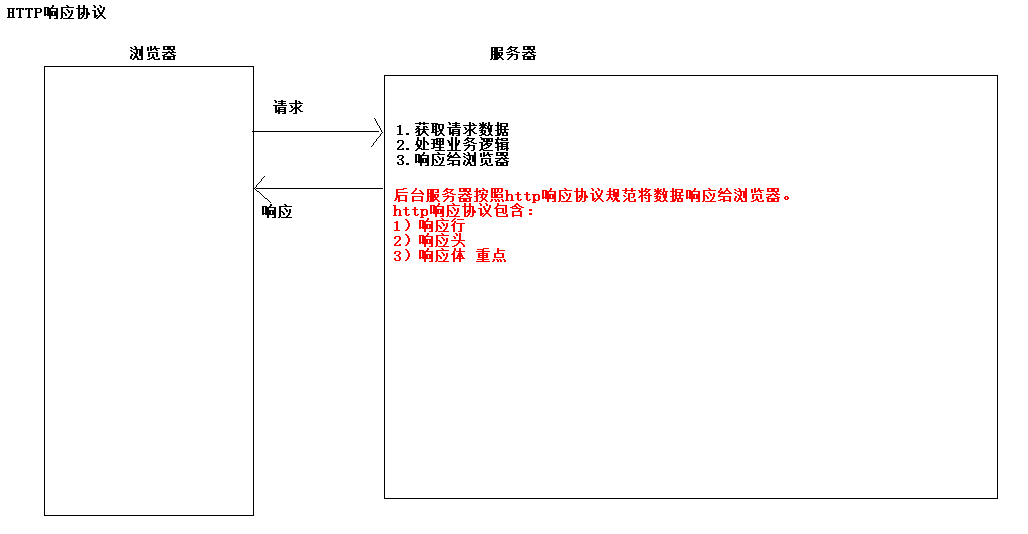 HTTP响应协议
浏览器
服务器
请求
1.获取请求数据
2.处理业务逻辑
3.响应给浏览器
后台服务器按照http响应协议规范将数据响应给浏览器。
http响应协议包含:
1）响应行
2）响应头
3）响应体 重点
响应